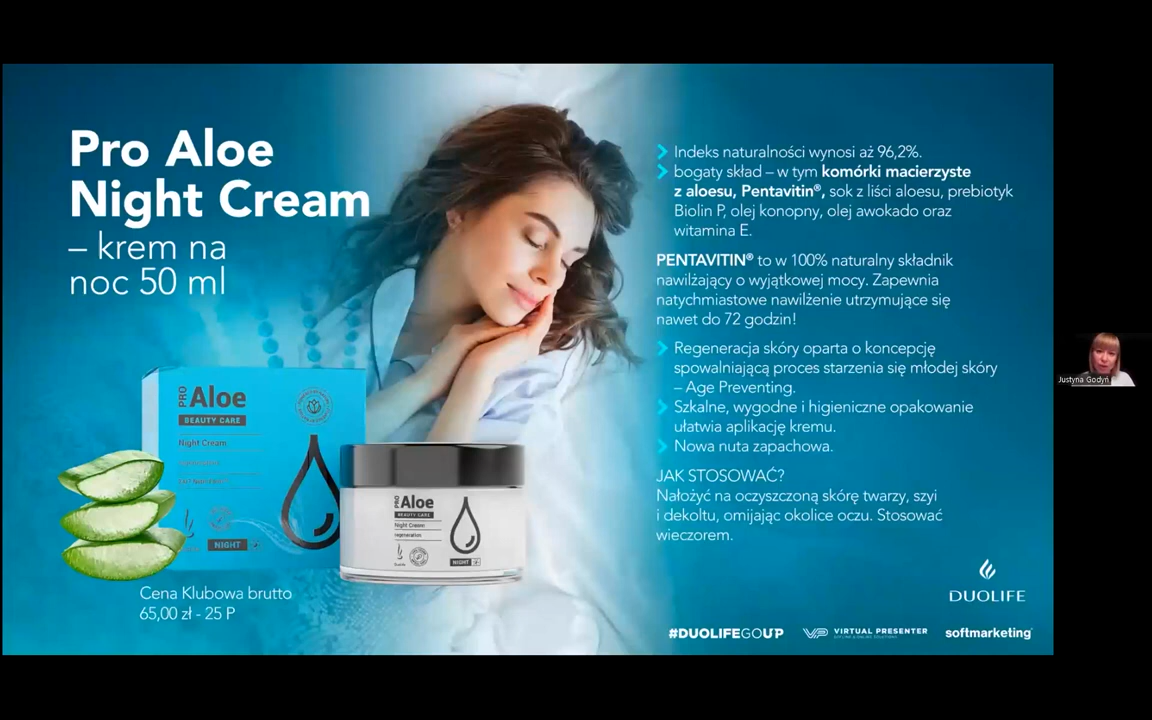 Pro Aloe
Night Cream
– krem na
noc 50 ml
Indeks naturalności wynosi aż 96,2%.
bogaty skład – w tym komórki macierzyste
z aloesu, Pentavitin®, sok z liści aloesu, prebiotyk
Biolin P, olej konopny, olej awokado oraz
witamina E.
PENTAVITIN® to w 100% naturalny składnik
nawilżający o wyjątkowej mocy. Zapewnia
natychmiastowe nawilżenie utrzymujące się
nawet do 72 godzin!
Regeneracja skóry oparta o koncepcję
spowalniającą proces starzenia się młodej skóry
– Age Preventing.
Szkalne, wygodne i higieniczne opakowanie
ułatwia aplikację kremu.
Nowa nuta zapachowa.
JAK STOSOWAĆ?
Nałożyć na oczyszczoną skórę twarzy, szyi
i dekoltu, omijając okolice oczu. Stosować
wieczorem.
PRO Aloe
BEAUTY CARE
Night Cream
NIGHT
PRO Aloe
BEAUTY CARE
Night Cream
regeneration
NIGHT
Cena Klubowa brutto
65,00 zł - 25 P
DUOLIFE
#DUOLIFEGOUP
VP VIRTUAL PRESENTER
softmarketing
Justyna Godyń